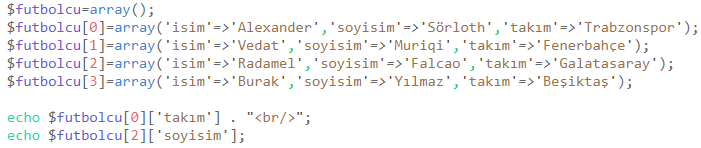 $futbolcu=array();
$futbolcu[0]=array('isim'=>'Alexander','soyisim'=>'Sörloth','takım'=>'Trabzonspor');
$futbolcu[1]=array('isim'=>'Vedat','soyisim'=>'Muriqi','takım'=>'Fenerbahçe');
$futbolcu[2]=array('isim'=>'Radamel','soyisim'=>'Falcao','takım'=>'Galatasaray');
$futbolcu[3]=array('isim'=>'Burak','soyisim'=>'Yılmaz','takım'=>'Beşiktaş');
echo $futbolcu[0]['takım'] . "<br/>";
echo $futbolcu[2]['soyisim'];